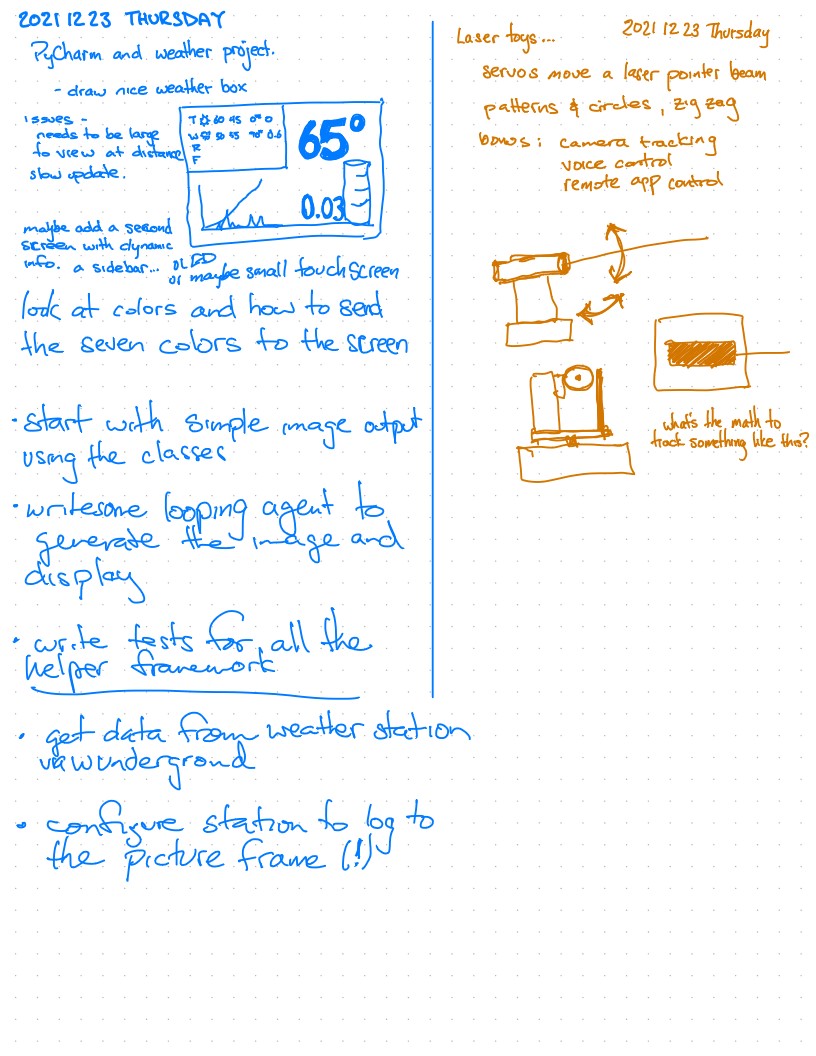 2021 12 23 THURSDAY
PyCharm and weather project.
- draw nice weather box
issues -
needs to be large
to view at distance
slow update.
T 60 45 0° 0
W 50 55 0.6
R
F
65°
0.03
maybe add a second
screen with dynamic
info. a sidebar...
OLED
or maybe small touch screen
look at colors and how to send
the seven colors to the screen
· start with simple image output
using the classes
· write some looping agent to
generate the image and
display
· write tests for all the
helper framework
· get data from weather station
via wundergrond
· configure station to log to
the picture frame (!)
2021 12 23 Thursday
Laser toys...
servos move a laser pointer beam
patterns & circles, zig zag
bonus: camera tracking
voice control
remote app control
what's the math to
track something like this?